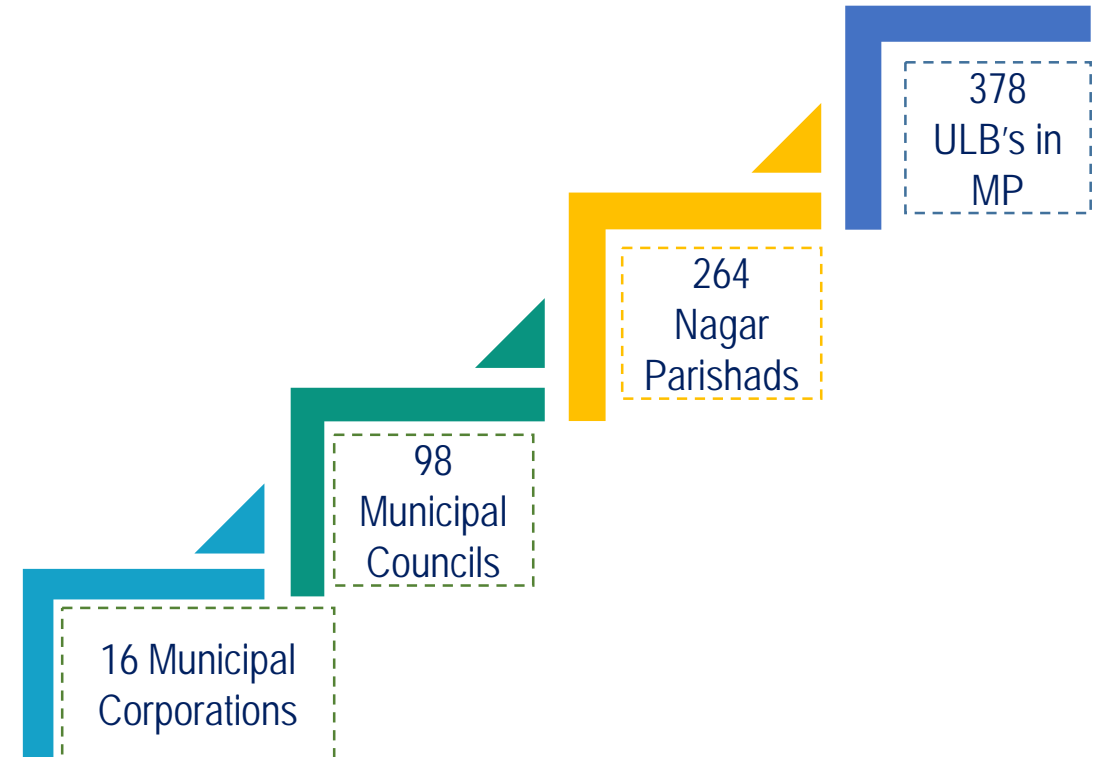 378
ULB's in
MP
264
Nagar
Parishads
98
Municipal
Councils
16 Municipal
Corporations